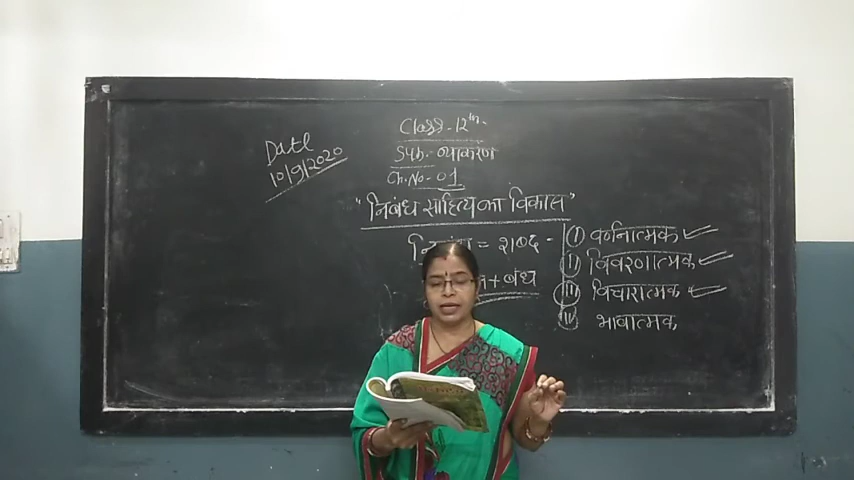 Date
10/9/2020
Class-12th-
Sub.- व्याकरण
Ch.No- 01
"निबंध साहित्य का विकास"
= शब्द -
+ बंध
(I) वर्णनात्मक
(II) विवरणात्मक
(III) विचारात्मक
भावात्मक